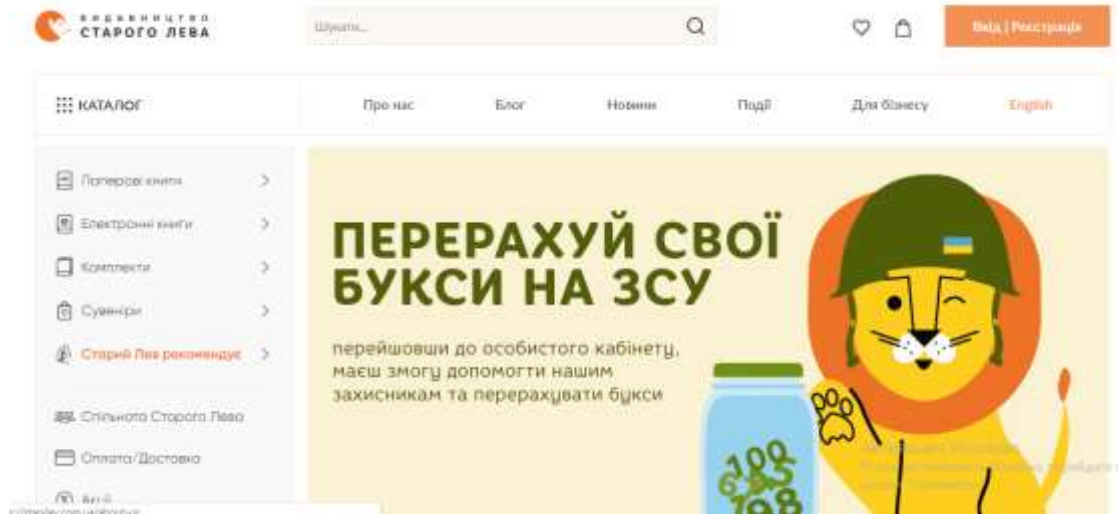 ВИДАВНИЦТВО
СТАРОГО ЛЕВА
Шукати...
Вхід | Реєстрація
КАТАЛОГ
Про нас
Блог
Новини
Події
Для бізнесу
English
Паперові книги
Електронні книги
Комплекти
Сувеніри
Старий Лев рекомендує
Спільнота Старого Лева
Оплата/Доставка
Акції
ПЕРЕРАХУЙ СВОЇ
БУКСИ НА ЗСУ
перейшовши до особистого кабінету,
маєш змогу допомогти нашим
захисникам та перерахувати букси
100
198